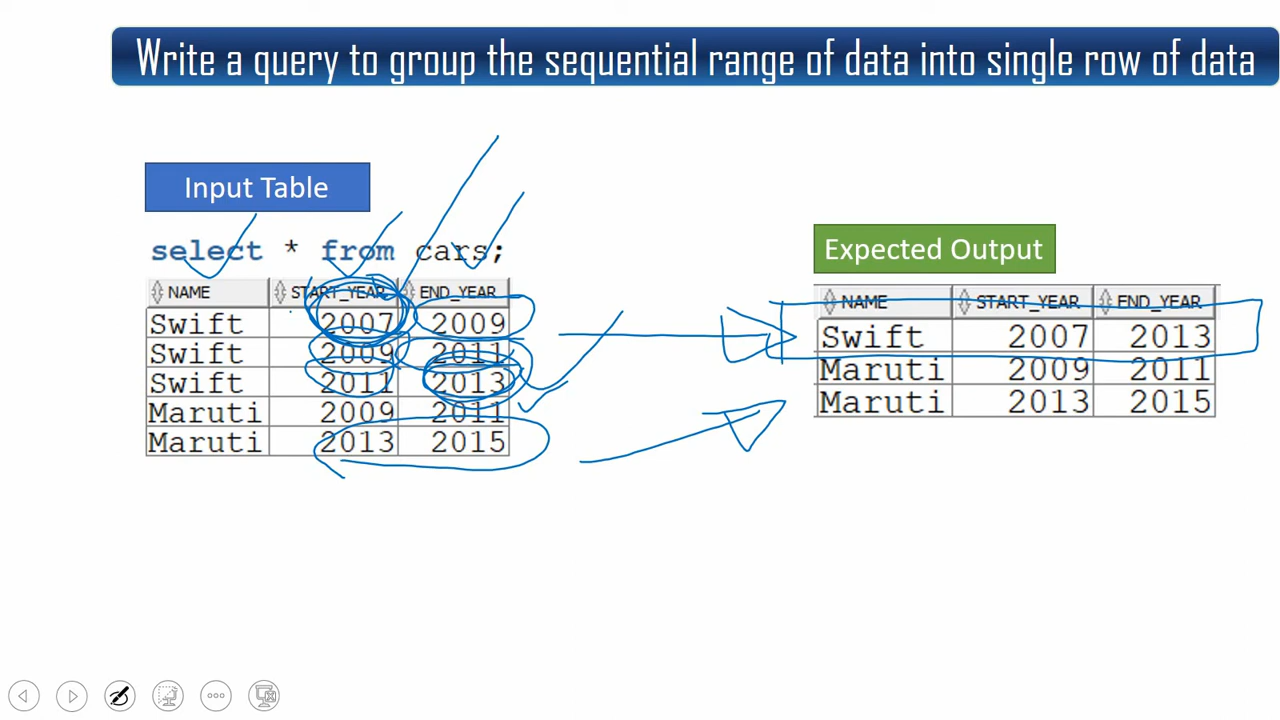 Write a query to group the sequential range of data into single row of data
Input Table
select * from cars;
NAME START_YEAR END_YEAR
Swift 2007 2009
Swift 2009 2011
Swift 2011 2013
Maruti 2009 2011
Maruti 2013 2015
Expected Output
NAME START_YEAR END_YEAR
Swift 2007 2013
Maruti 2009 2011
Maruti 2013 2015